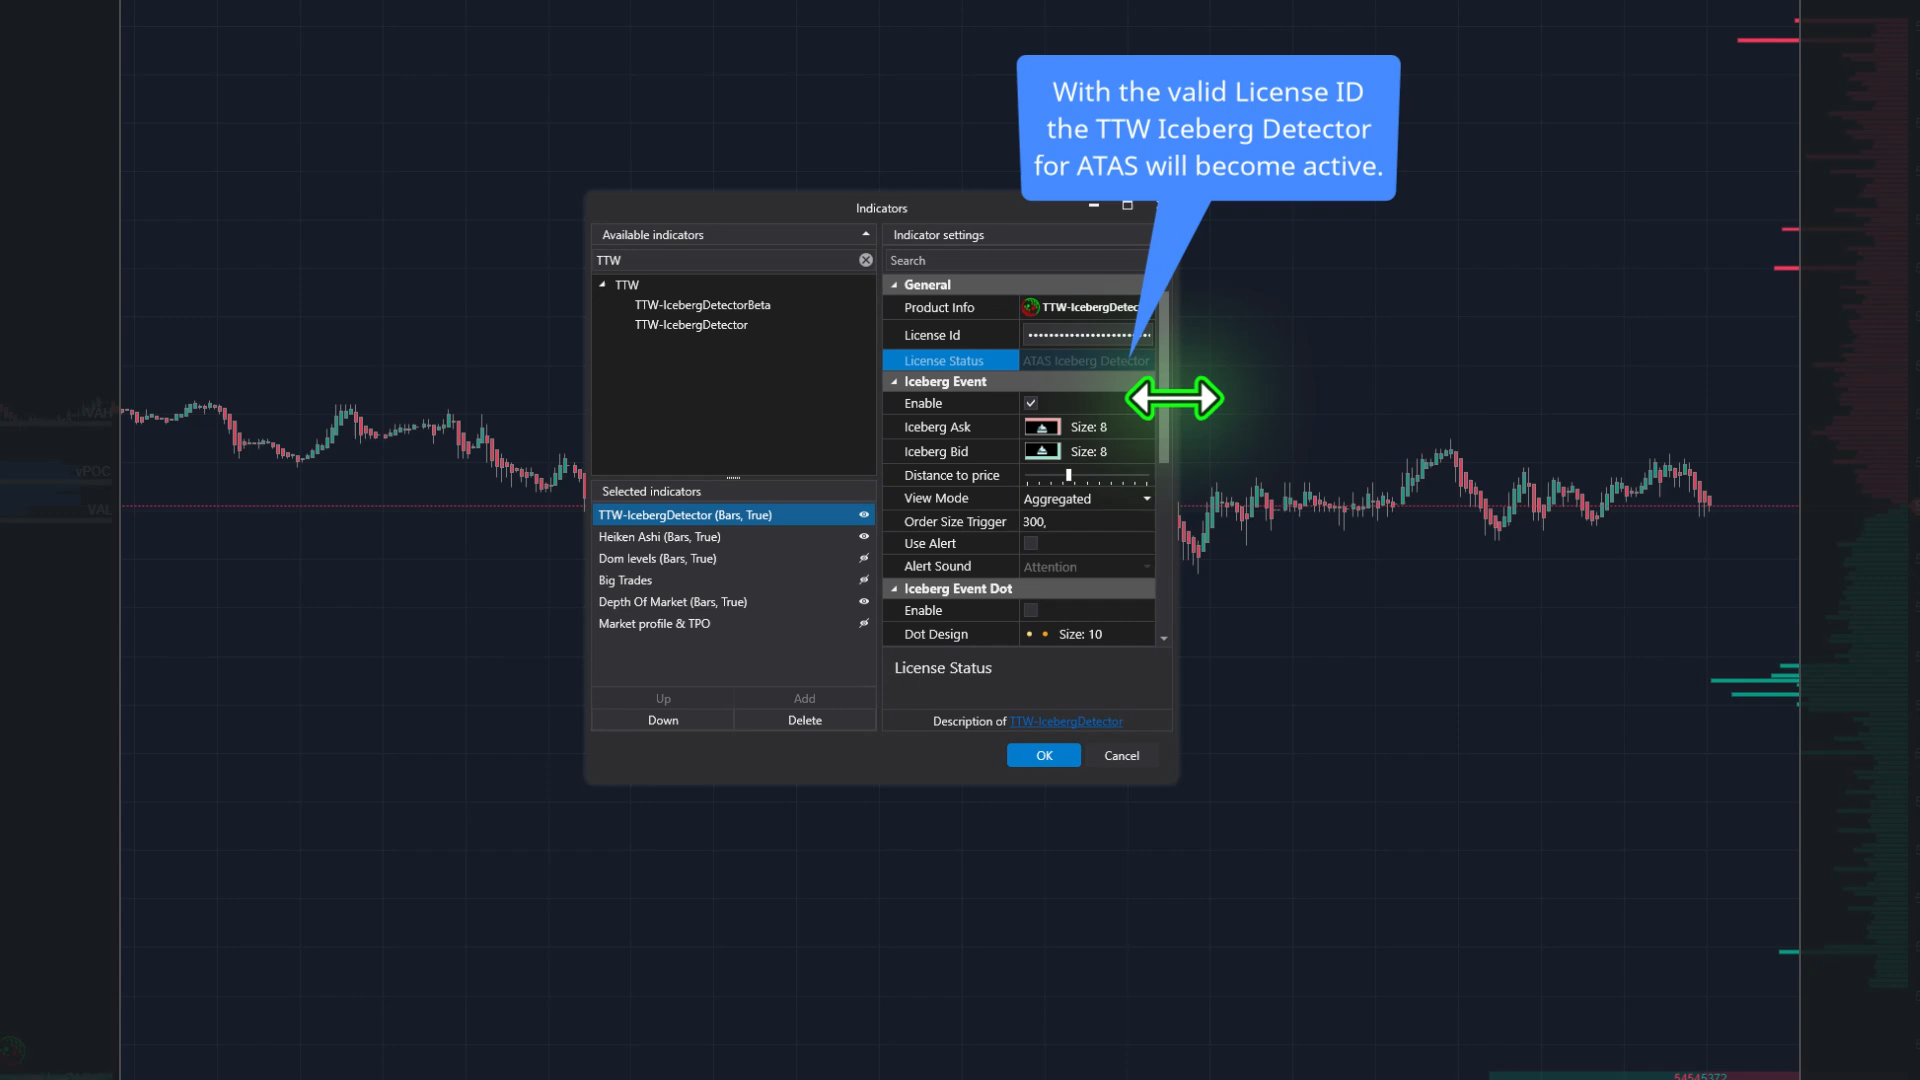 With the valid License ID
the TTW Iceberg Detector
for ATAS will become active.
Indicators
Available indicators
TTW
TTW
TTW-IcebergDetectorBeta
TTW-IcebergDetector
Selected indicators
TTW-IcebergDetector (Bars, True)
Heiken Ashi (Bars, True)
Dom levels (Bars, True)
Big Trades
Depth Of Market (Bars, True)
Market profile & TPO
Up
Add
Down
Delete
Indicator settings
Search
General
Product Info TTW-IcebergDetec
License Id
License Status ATAS Iceberg Detector
Iceberg Event
Enable
Iceberg Ask Size: 8
Iceberg Bid Size: 8
Distance to price
View Mode Aggregated
Order Size Trigger 300,
Use Alert
Alert Sound Attention
Iceberg Event Dot
Enable
Dot Design Size: 10
License Status
Description of TTW-IcebergDetector
OK
Cancel
VAH
vPOC
VAL
54545372